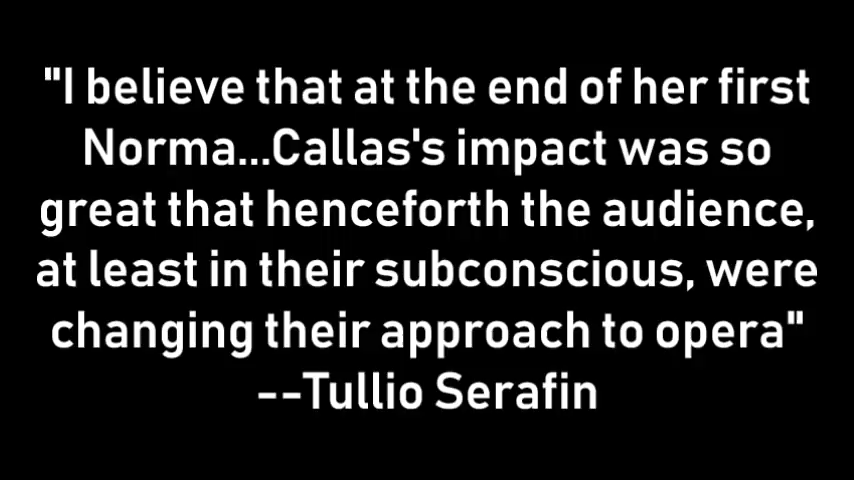 "I believe that at the end of her first
Norma...Callas's impact was so
great that henceforth the audience,
at least in their subconscious, were
changing their approach to opera"
--Tullio Serafin